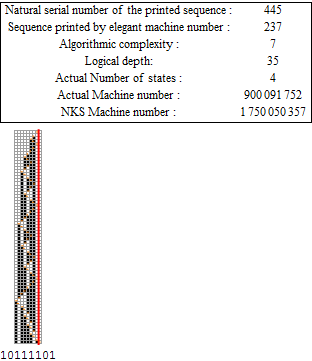 Natural serial number of the printed sequence : 445
Sequence printed by elegant machine number : 237
Algorithmic complexity : 7
Logical depth: 35
Actual Number of states : 4
Actual Machine number : 900 091 752
NKS Machine number : 1 750 050 357
10111101